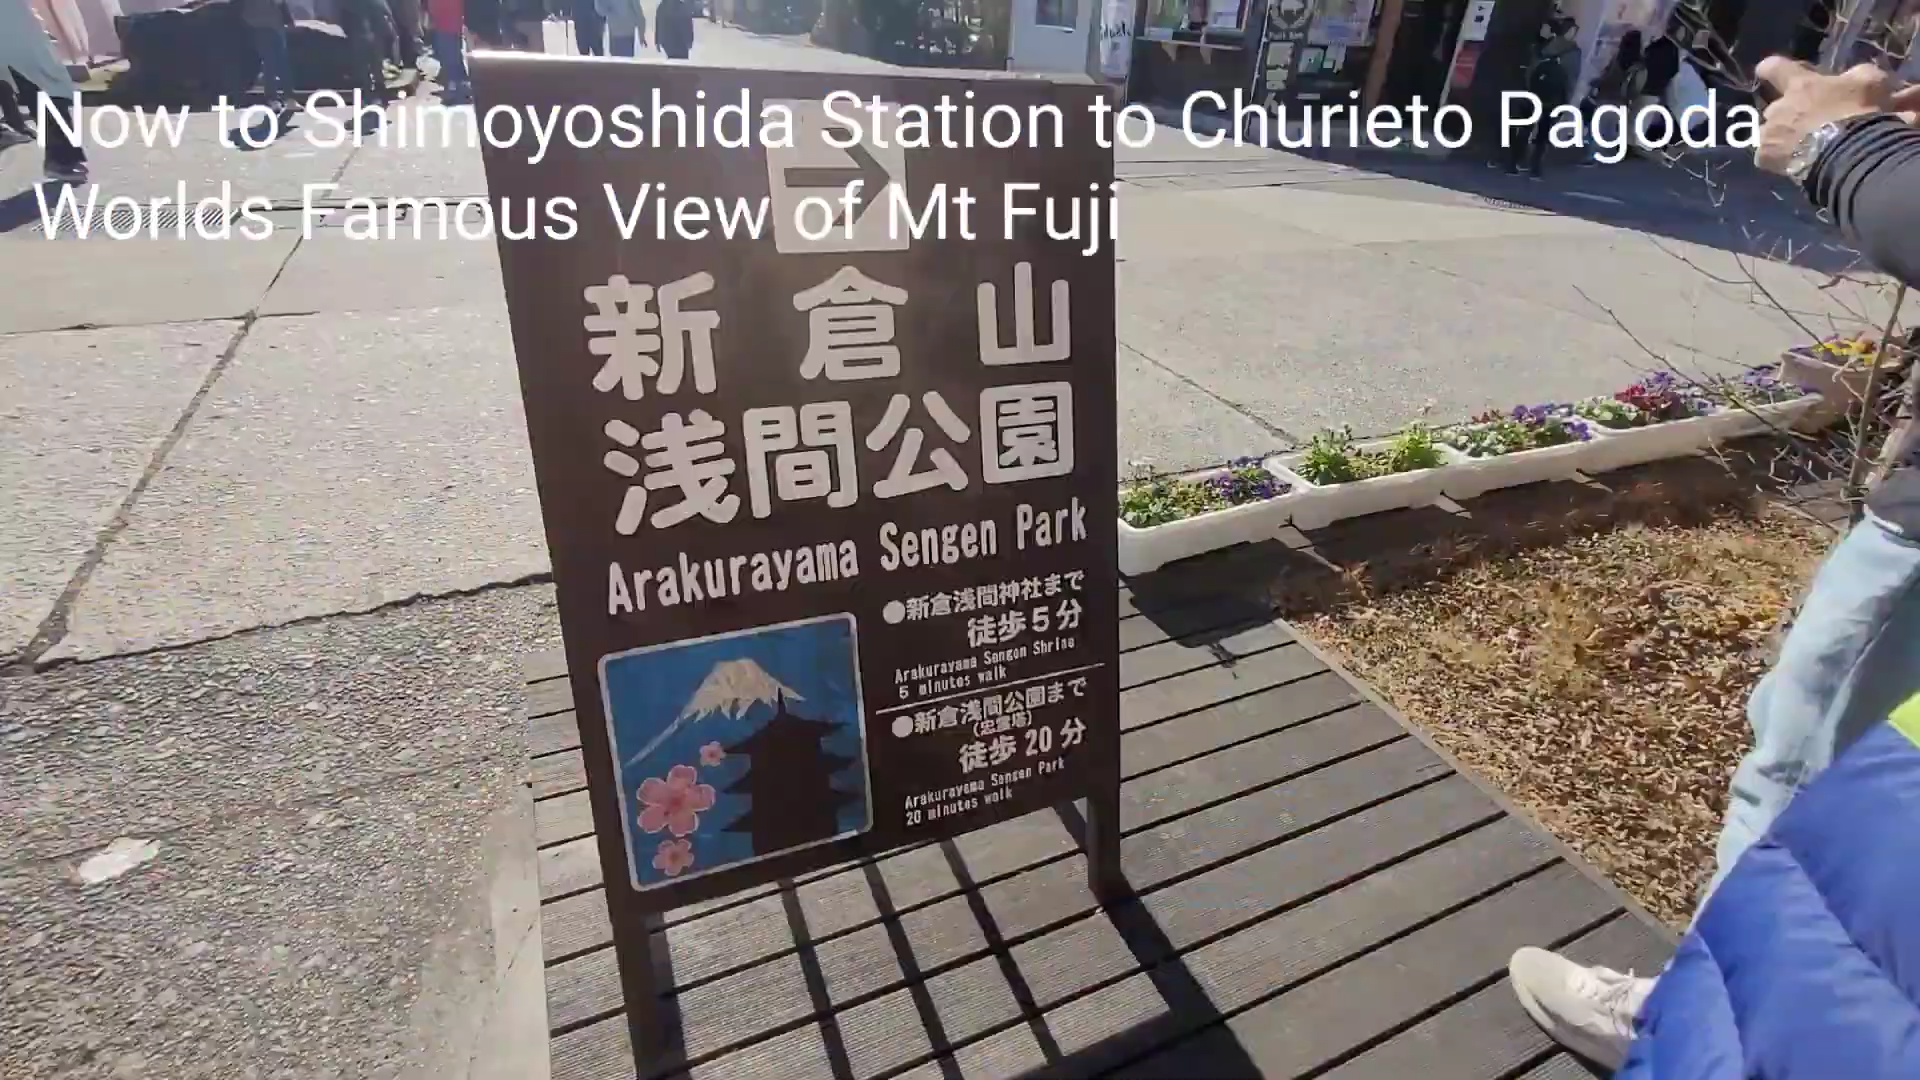 Now to Shimoyoshida Station to Churieto Pagoda
Worlds Famous View of Mt Fuji
新倉山
浅間公園
Arakurayama Sengen Park
●新倉浅間神社まで
徒歩5分
Arakurayama Sengen Shrine
5 minutes walk
●新倉浅間公園まで
(忠霊塔)
徒歩20分
Arakurayama Sengen Park
20 minutes walk